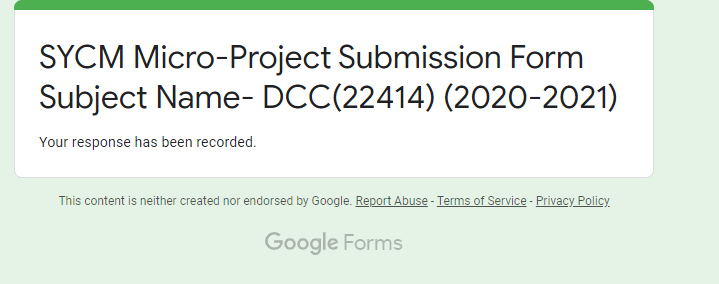 SYCM Micro-Project Submission Form
Subject Name- DCC(22414) (2020-2021)
Your response has been recorded.
This content is neither created nor endorsed by Google. Report Abuse - Terms of Service - Privacy Policy
Google Forms